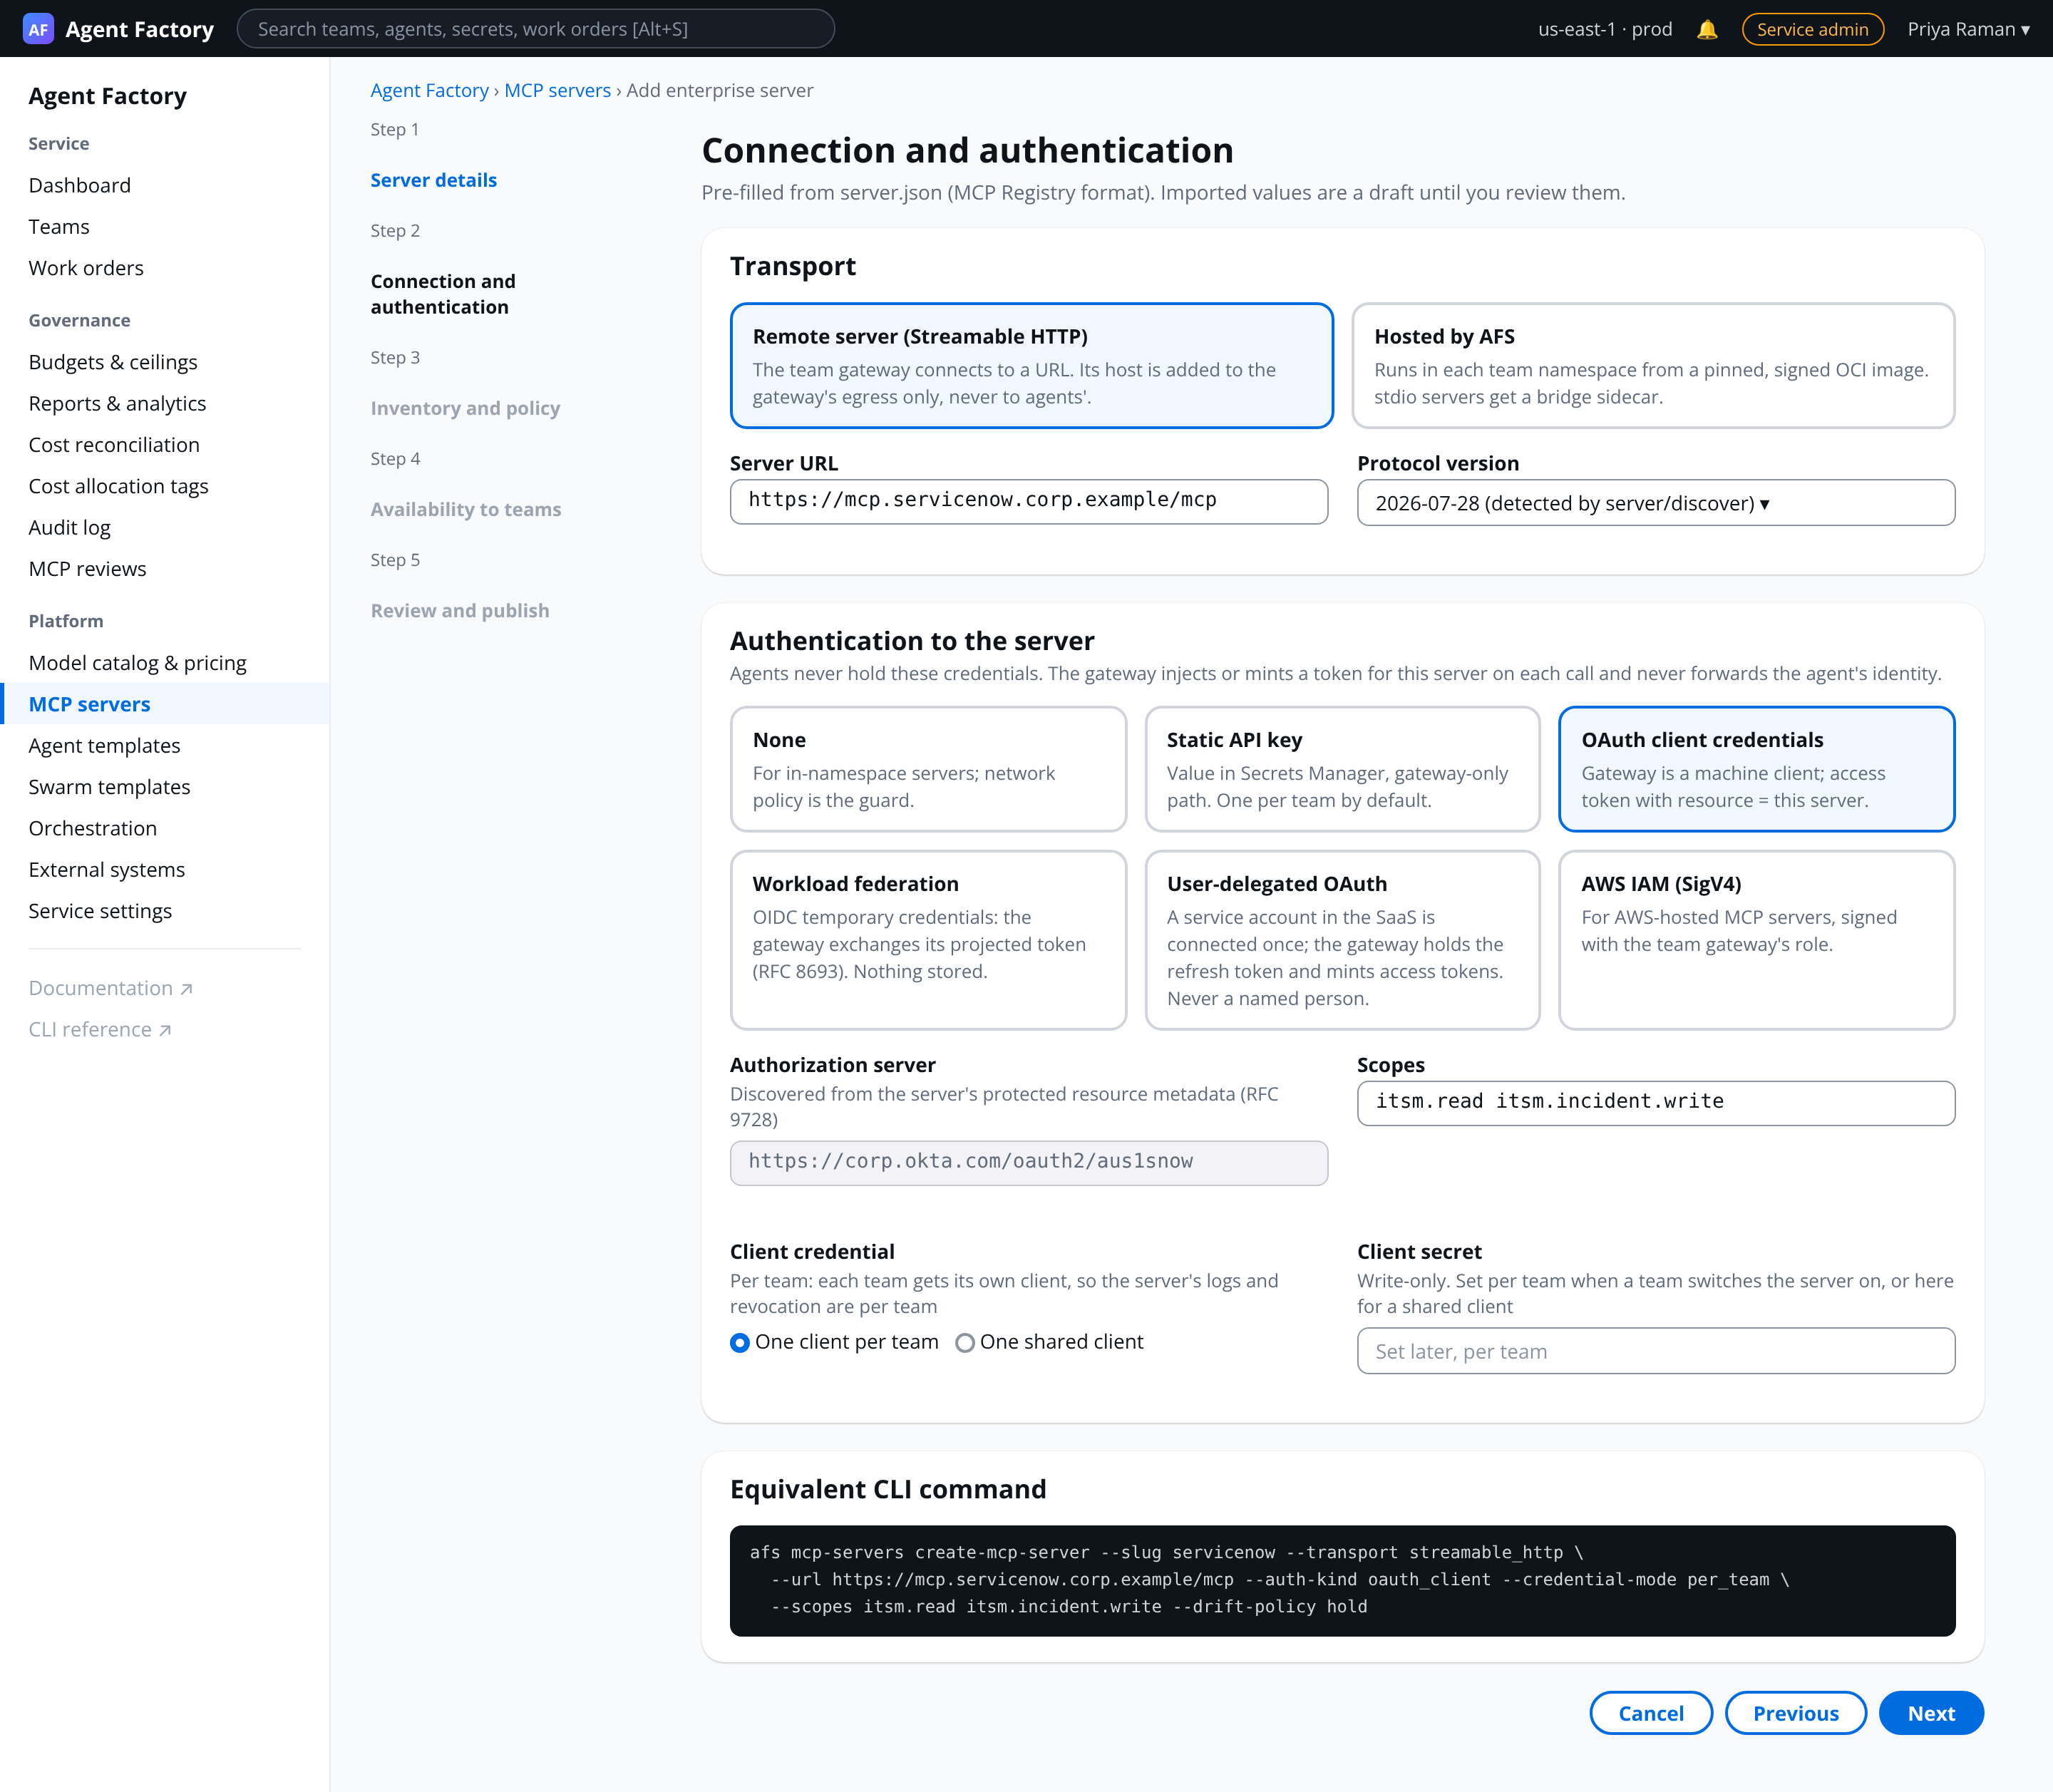 AF Agent Factory
Search teams, agents, secrets, work orders [Alt+S]
us-east-1 · prod
Service admin
Priya Raman ▾
Agent Factory
Service
Dashboard
Teams
Work orders
Governance
Budgets & ceilings
Reports & analytics
Cost reconciliation
Cost allocation tags
Audit log
MCP reviews
Platform
Model catalog & pricing
MCP servers
Agent templates
Swarm templates
Orchestration
External systems
Service settings
Documentation ↗
CLI reference ↗
Agent Factory › MCP servers › Add enterprise server
Step 1
Server details
Step 2
Connection and
authentication
Step 3
Inventory and policy
Step 4
Availability to teams
Step 5
Review and publish
Connection and authentication
Pre-filled from server.json (MCP Registry format). Imported values are a draft until you review them.
Transport
Remote server (Streamable HTTP)
The team gateway connects to a URL. Its host is added to the
gateway's egress only, never to agents'.
Hosted by AFS
Runs in each team namespace from a pinned, signed OCI image.
stdio servers get a bridge sidecar.
Server URL
https://mcp.servicenow.corp.example/mcp
Protocol version
2026-07-28 (detected by server/discover) ▾
Authentication to the server
Agents never hold these credentials. The gateway injects or mints a token for this server on each call and never forwards the agent's identity.
None
For in-namespace servers; network
policy is the guard.
Static API key
Value in Secrets Manager, gateway-only
path. One per team by default.
OAuth client credentials
Gateway is a machine client; access
token with resource = this server.
Workload federation
OIDC temporary credentials: the
gateway exchanges its projected token
(RFC 8693). Nothing stored.
User-delegated OAuth
A service account in the SaaS is
connected once; the gateway holds the
refresh token and mints access tokens.
Never a named person.
AWS IAM (SigV4)
For AWS-hosted MCP servers, signed
with the team gateway's role.
Authorization server
Discovered from the server's protected resource metadata (RFC
9728)
https://corp.okta.com/oauth2/aus1snow
Scopes
itsm.read itsm.incident.write
Client credential
Per team: each team gets its own client, so the server's logs and
revocation are per team
One client per team
One shared client
Client secret
Write-only. Set per team when a team switches the server on, or here
for a shared client
Set later, per team
Equivalent CLI command
afs mcp-servers create-mcp-server --slug servicenow --transport streamable_http \
--url https://mcp.servicenow.corp.example/mcp --auth-kind oauth_client --credential-mode per_team \
--scopes itsm.read itsm.incident.write --drift-policy hold
Cancel
Previous
Next